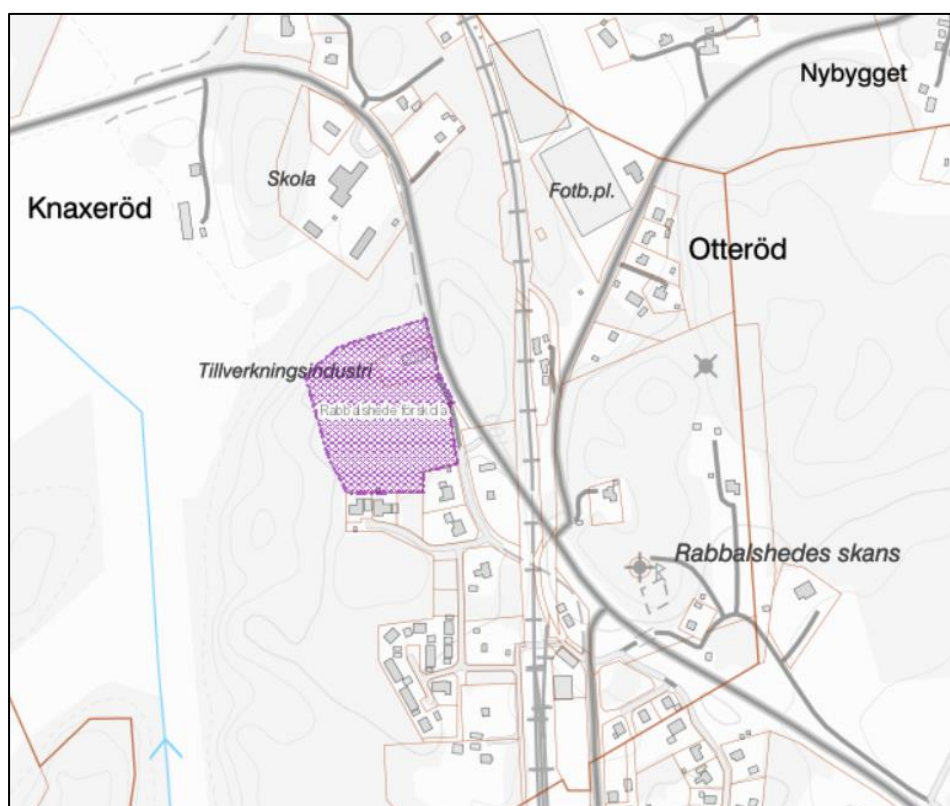 Nybygget
Skola
Knaxeröd
Fotb.pl.
Otteröd
Tillverkningsindustri
Rabbalshede förskola
Rabbalshedes skans